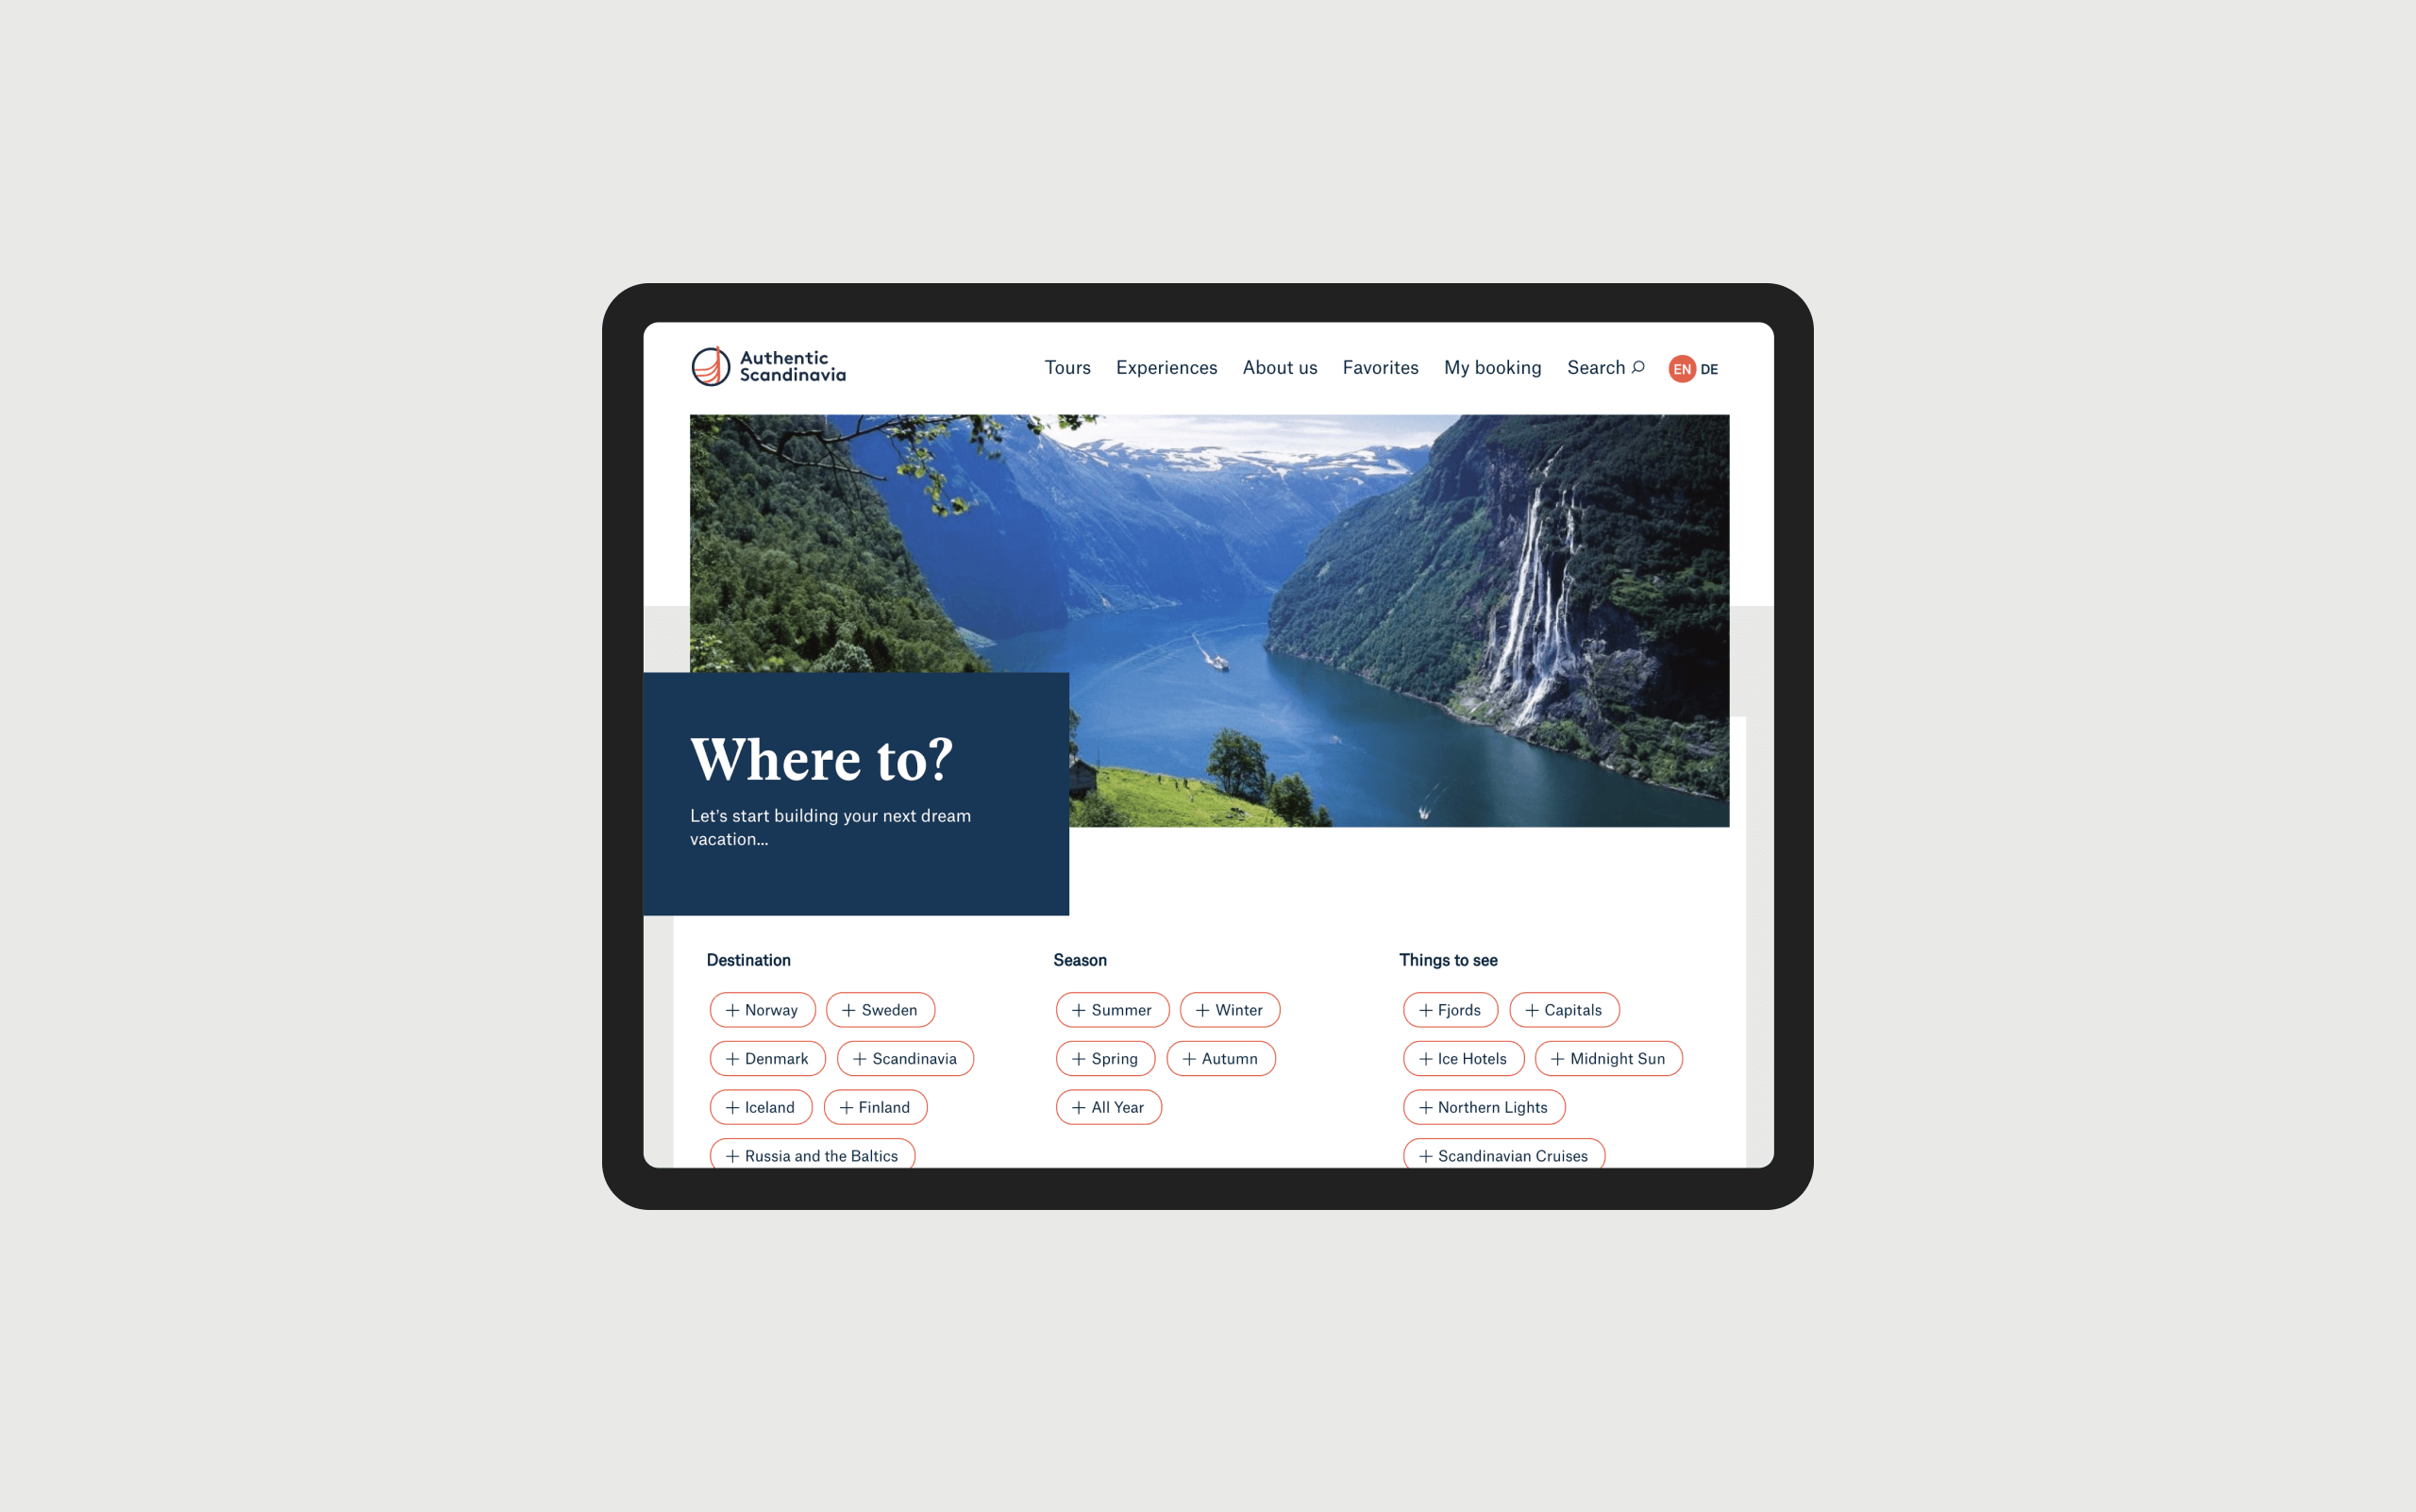 Authentic
Scandinavia
Tours Experiences About us Favorites My booking Search EN DE
Where to?
Let's start building your next dream
vacation...
Destination
+ Norway + Sweden
+ Denmark + Scandinavia
+ Iceland + Finland
+ Russia and the Baltics
Season
+ Summer + Winter
+ Spring + Autumn
+ All Year
Things to see
+ Fjords + Capitals
+ Ice Hotels + Midnight Sun
+ Northern Lights
+ Scandinavian Cruises